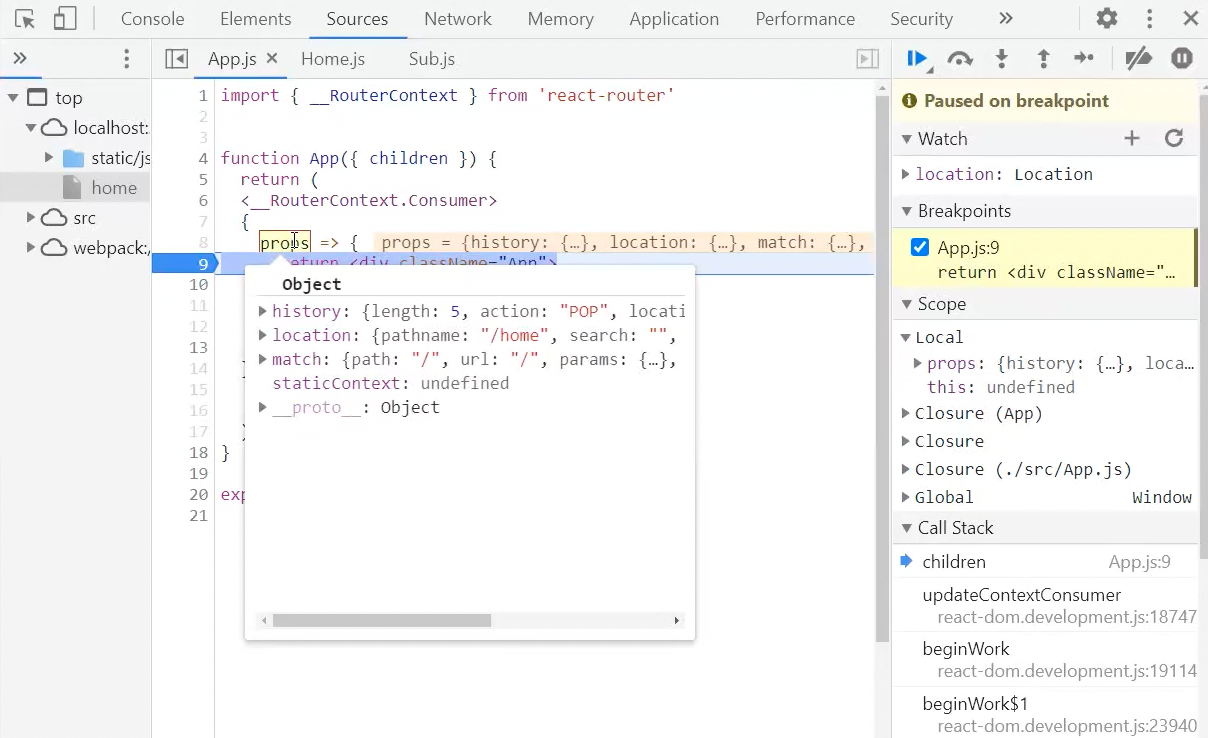 Console Elements Sources Network Memory Application Performance Security
App.js Home.js Sub.js
top
localhost:
static/js
home
src
webpack:/
1 import { __RouterContext } from 'react-router'
2
3
4 function App({ children }) {
5 return (
6 <__RouterContext.Consumer>
7 {
8 props => { props = {history: {…}, location: {…}, match: {…},
9 return <div className="App">
10
11
12
13
14
15
16
17
18 }
19
20 exp
21
Object
history: {length: 5, action: "POP", locati
location: {pathname: "/home", search: "",
match: {path: "/", url: "/", params: {…},
staticContext: undefined
__proto__: Object
Paused on breakpoint
Watch
location: Location
Breakpoints
App.js:9
return <div className="…
Scope
Local
props: {history: {…}, loca…
this: undefined
Closure (App)
Closure
Closure (./src/App.js)
Global Window
Call Stack
children App.js:9
updateContextConsumer
react-dom.development.js:18747
beginWork
react-dom.development.js:19114
beginWork$1
react-dom.development.js:23940